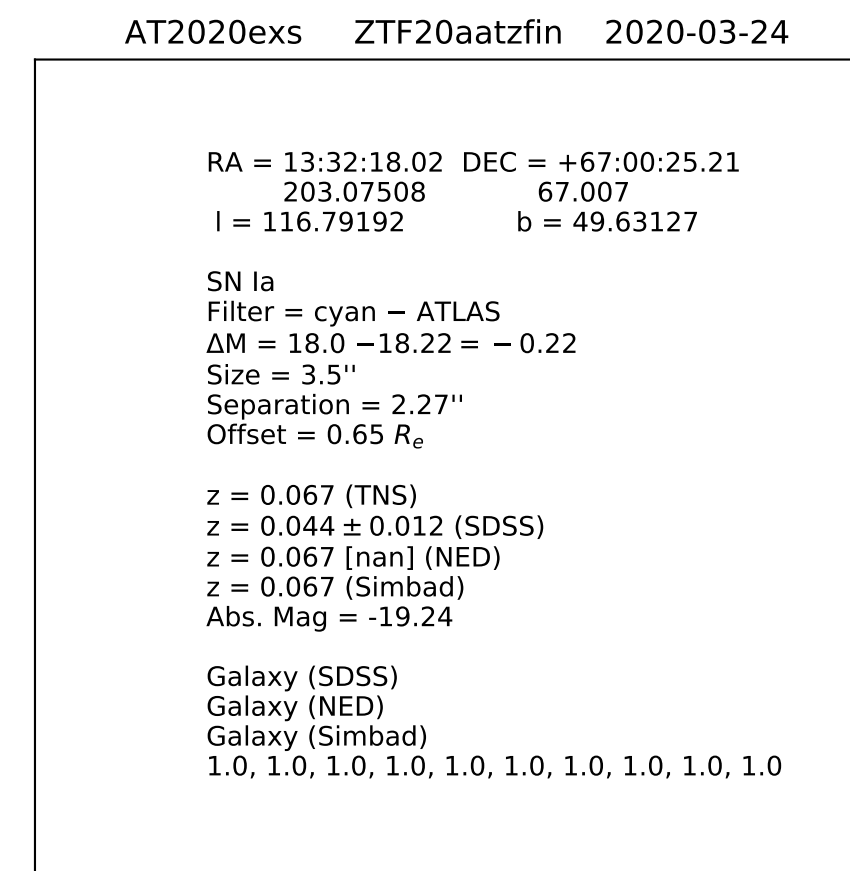 AT2020exs ZTF20aatzfin 2020-03-24
RA = 13:32:18.02 DEC = +67:00:25.21
203.07508 67.007
l = 116.79192 b = 49.63127
SN Ia
Filter = cyan − ATLAS
ΔM = 18.0 −18.22 = − 0.22
Size = 3.5''
Separation = 2.27''
Offset = 0.65 Rₑ
z = 0.067 (TNS)
z = 0.044 ± 0.012 (SDSS)
z = 0.067 [nan] (NED)
z = 0.067 (Simbad)
Abs. Mag = -19.24
Galaxy (SDSS)
Galaxy (NED)
Galaxy (Simbad)
1.0, 1.0, 1.0, 1.0, 1.0, 1.0, 1.0, 1.0, 1.0, 1.0